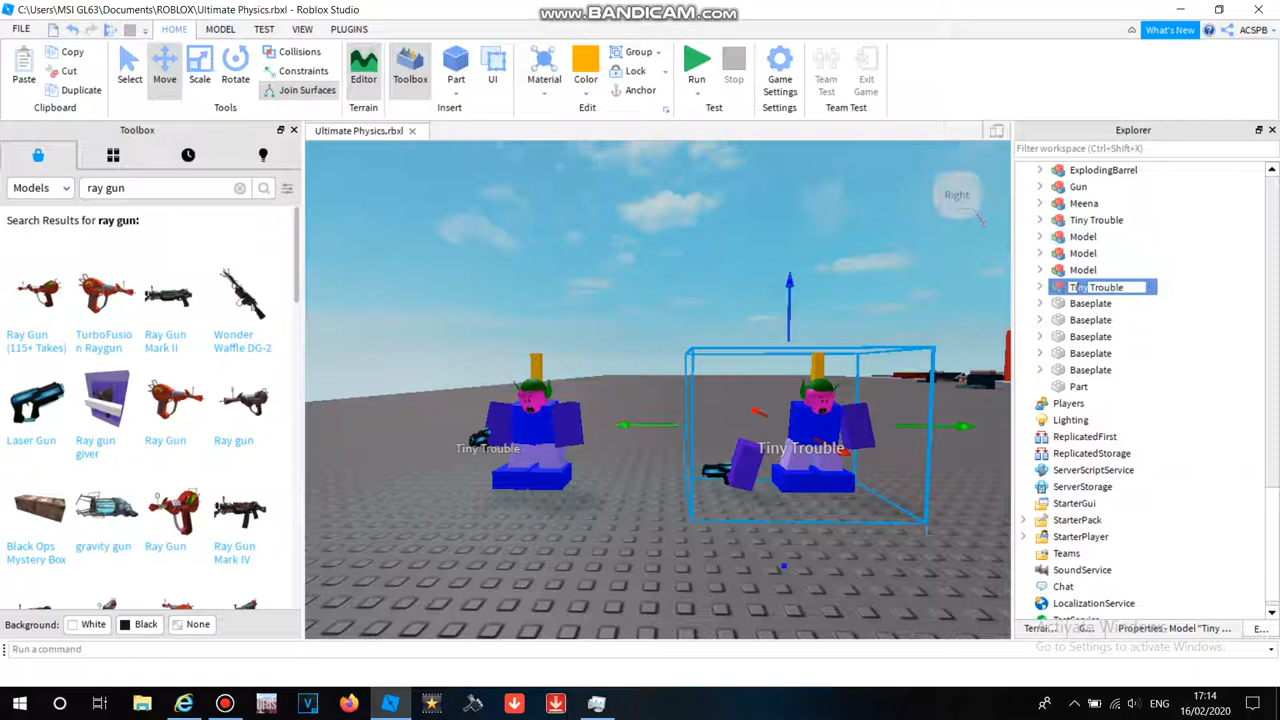 C:\Users\MSI GL63\Documents\ROBLOX\Ultimate Physics.rbxl - Roblox Studio
www.BANDICAM.com
FILE
HOME
MODEL
TEST
VIEW
PLUGINS
What's New
ACSPB
Paste
Copy
Cut
Duplicate
Select
Move
Scale
Rotate
Collisions
Constraints
Join Surfaces
Editor
Toolbox
Part
UI
Material
Color
Group
Lock
Anchor
Run
Stop
Game
Settings
Team
Test
Exit
Game
Clipboard
Tools
Terrain
Insert
Edit
Test
Settings
Team Test
Toolbox
Ultimate Physics.rbxl
Explorer
Filter workspace (Ctrl+Shift+X)
Models
ray gun
Search Results for ray gun:
Ray Gun
(115+ Takes)
TurboFusio
n Raygun
Ray Gun
Mark II
Wonder
Waffle DG-2
Laser Gun
Ray gun
giver
Ray Gun
Ray gun
Black Ops
Mystery Box
gravity gun
Ray Gun
Ray Gun
Mark IV
Background:
White
Black
None
Right
Tiny Trouble
Tiny Trouble
ExplodingBarrel
Gun
Meena
Tiny Trouble
Model
Model
Model
Tiny Trouble
Baseplate
Baseplate
Baseplate
Baseplate
Baseplate
Part
Players
Lighting
ReplicatedFirst
ReplicatedStorage
ServerScriptService
ServerStorage
StarterGui
StarterPack
StarterPlayer
Teams
SoundService
Chat
LocalizationService
Terrai...
Properties- Model "Tiny ...
E...
Activate Windows
Go to Settings to activate Windows.
Run a command
ENG
17:14
16/02/2020